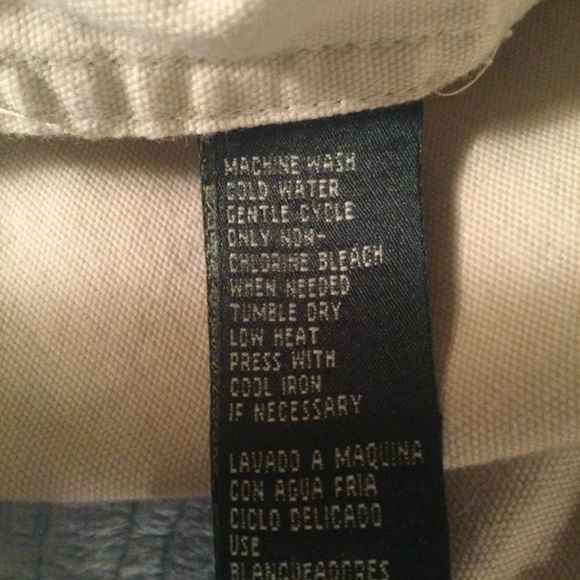 MACHINE WASH
COLD WATER
GENTLE CYCLE
ONLY NON-
CHLORINE BLEACH
WHEN NEEDED
TUMBLE DRY
LOW HEAT
PRESS WITH
COOL IRON
IF NECESSARY
LAVADO A MAQUINA
CON AGUA FRIA
CICLO DELICADO
USE
BLANQUEADORES